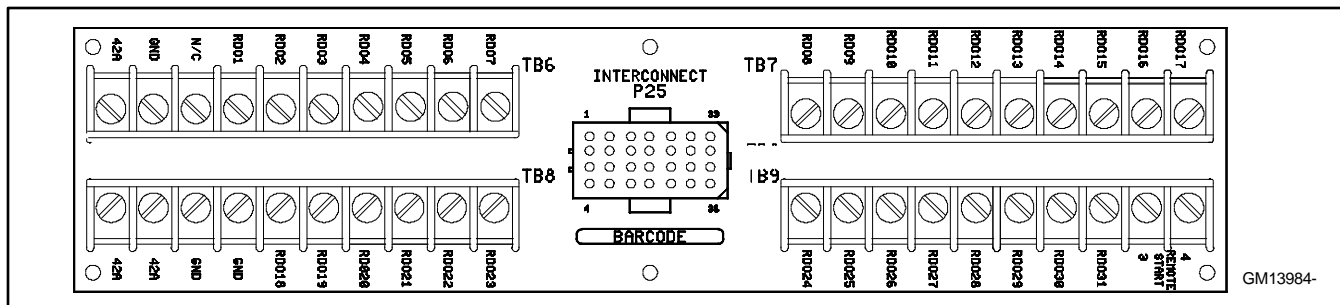 42A GND N/C RDO1 RDO2 RDO3 RDO4 RDO5 RDO6 RDO7
TB6
INTERCONNECT
P25
TB7
RDO8 RDO9 RDO10 RDO11 RDO12 RDO13 RDO14 RDO15 RDO16 RDO17
1
39
TB8
TB9
4
36
BARCODE
42A 42A GND GND RDO18 RDO19 RDO20 RDO21 RDO22 RDO23
RDO24 RDO25 RDO26 RDO27 RDO28 RDO29 RDO30 RDO31
3 REMOTE START 4
GM13984-